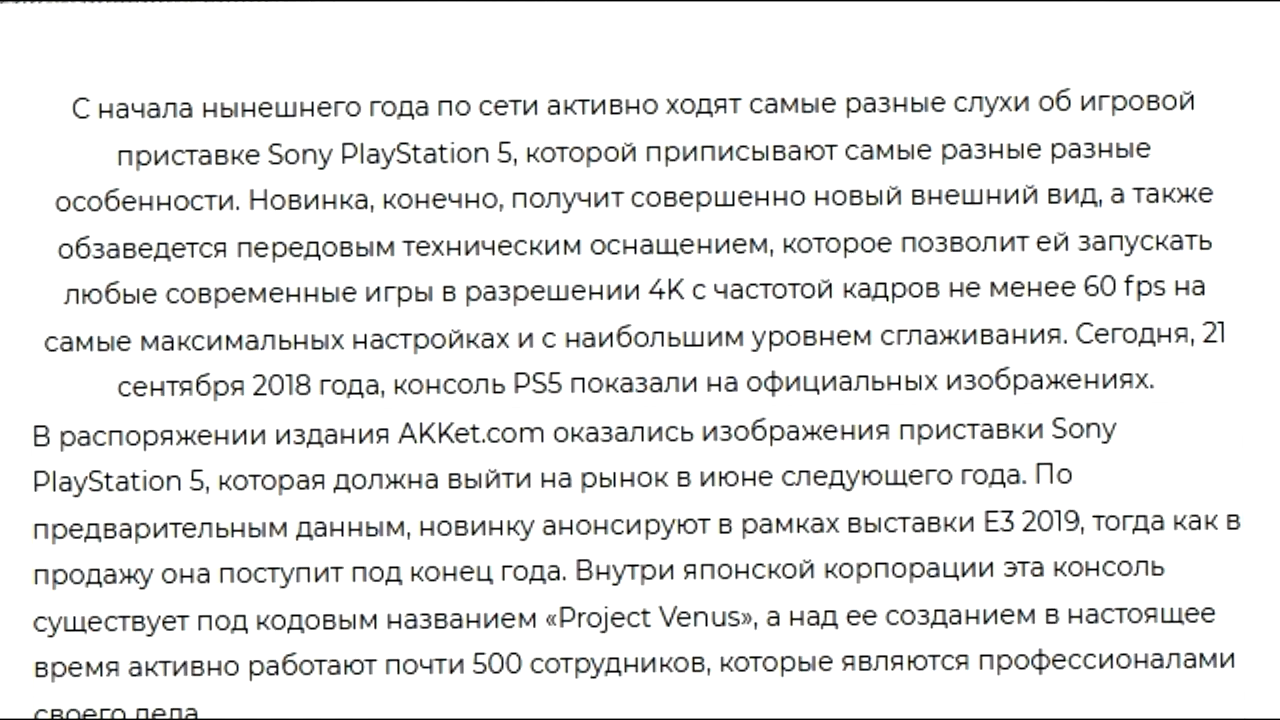 С начала нынешнего года по сети активно ходят самые разные слухи об игровой
приставке Sony PlayStation 5, которой приписывают самые разные разные
особенности. Новинка, конечно, получит совершенно новый внешний вид, а также
обзаведется передовым техническим оснащением, которое позволит ей запускать
любые современные игры в разрешении 4K с частотой кадров не менее 60 fps на
самые максимальных настройках и с наибольшим уровнем сглаживания. Сегодня, 21
сентября 2018 года, консоль PS5 показали на официальных изображениях.
В распоряжении издания AKKet.com оказались изображения приставки Sony
PlayStation 5, которая должна выйти на рынок в июне следующего года. По
предварительным данным, новинку анонсируют в рамках выставки E3 2019, тогда как в
продажу она поступит под конец года. Внутри японской корпорации эта консоль
существует под кодовым названием «Project Venus», а над ее созданием в настоящее
время активно работают почти 500 сотрудников, которые являются профессионалами
своего дела